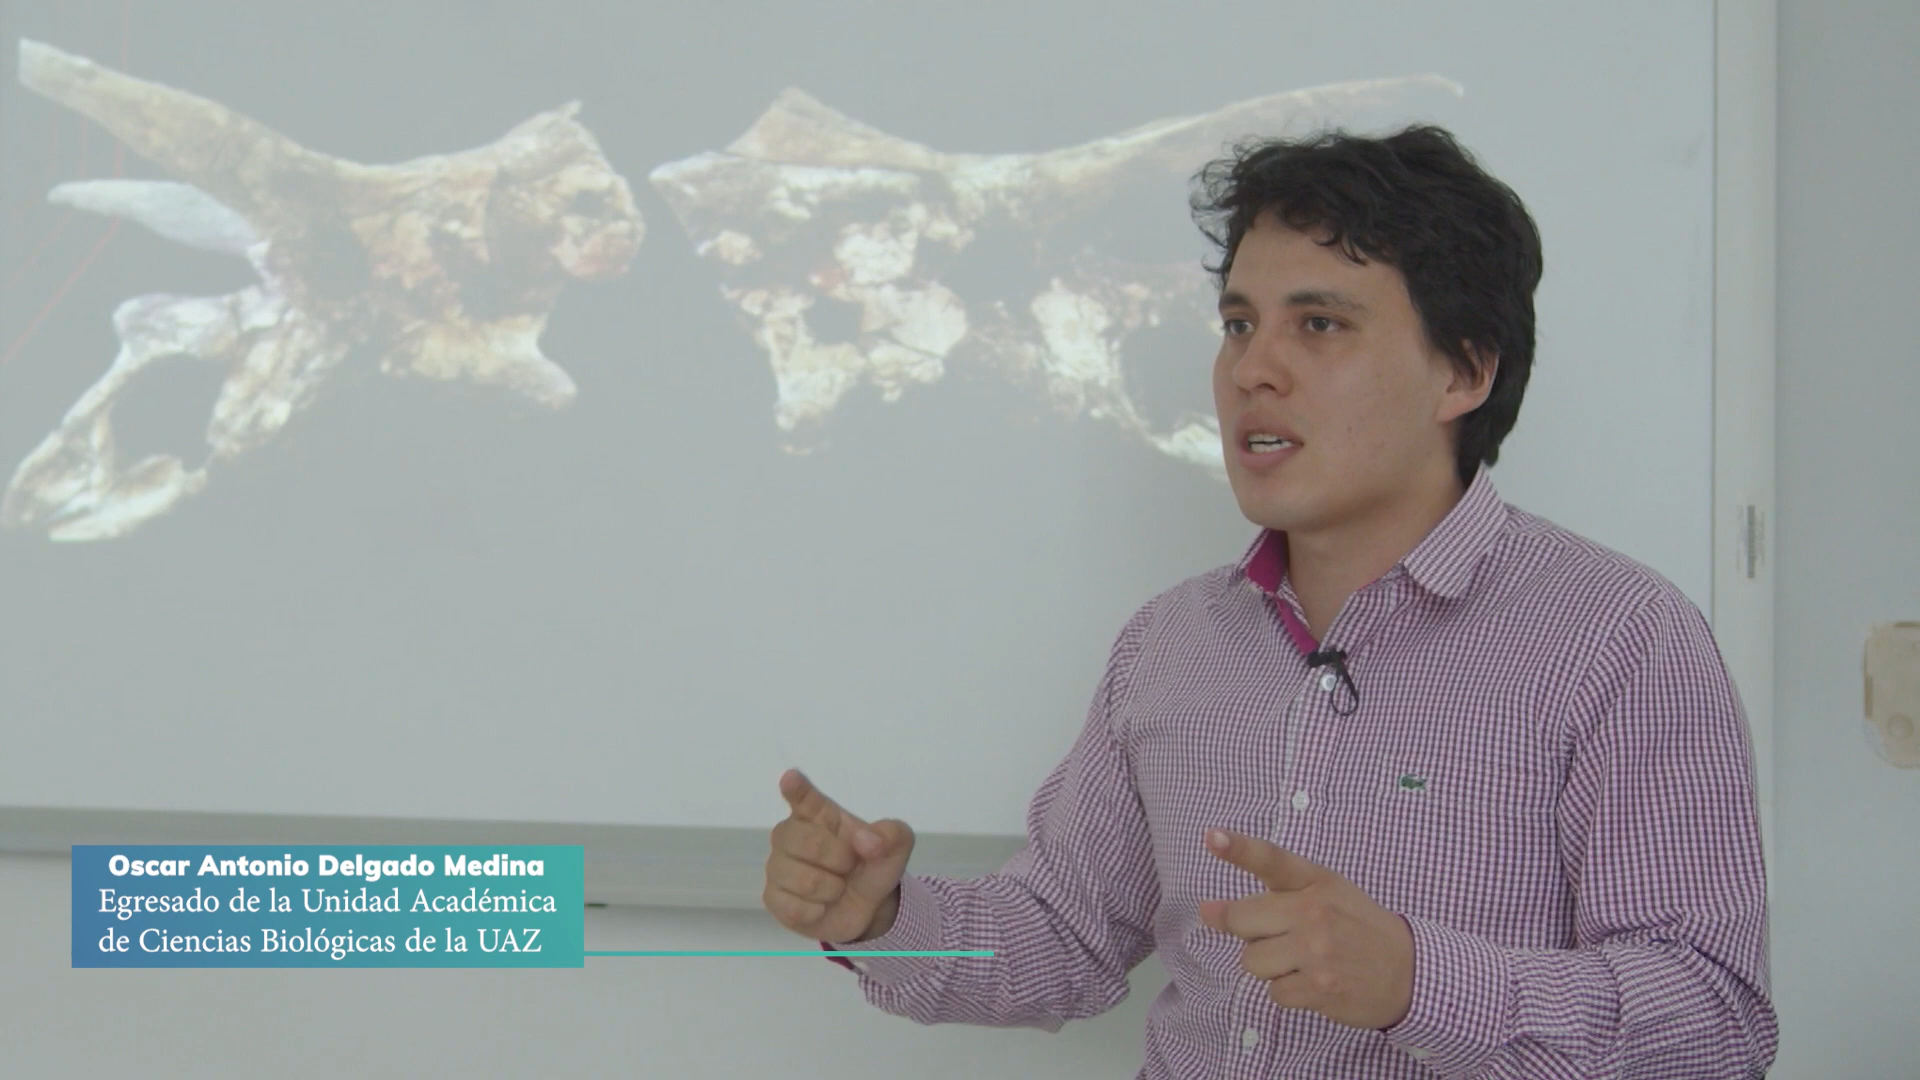 Oscar Antonio Delgado Medina
Egresado de la Unidad Académica
de Ciencias Biológicas de la UAZ